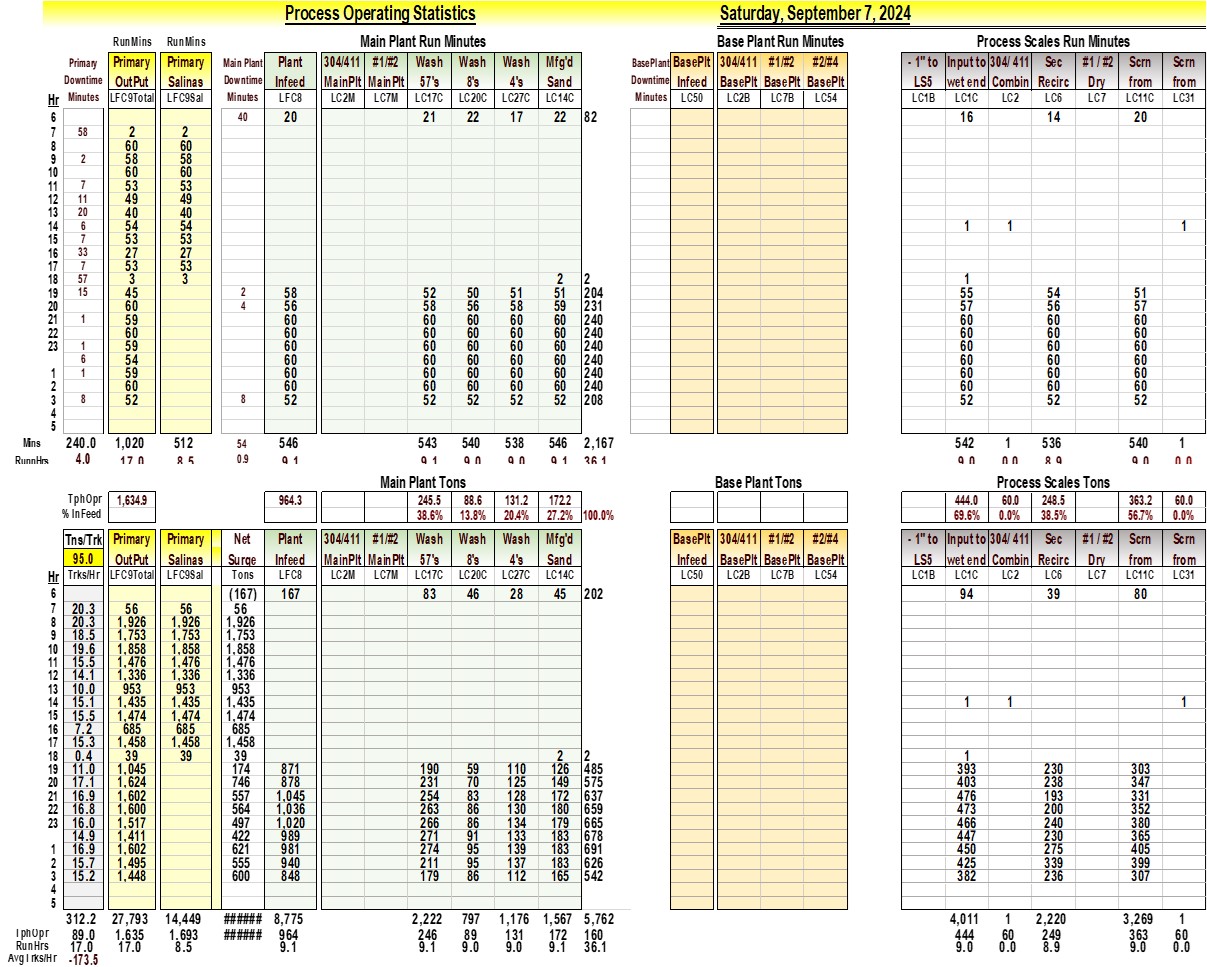 Process Operating Statistics Saturday, September 7, 2024
RunMins RunMins Main Plant Run Minutes Base Plant Run Minutes Process Scales Run Minutes
Primary Primary Primary Main Plant Plant 304/411 #1/#2 Wash Wash Wash Mfg'd BasePlant BasePlt 304/411 #1/#2 #2/#4 - 1" to Input to 304/ 411 Sec #1 / #2 Scrn Scrn
Downtime OutPut Salinas Downtime Infeed MainPlt MainPlt 57's 8's 4's Sand Downtime Infeed BasePlt BasePlt BasePlt LS5 wet end Combin Recirc Dry from from
Hr Minutes LFC9Total LFC9Sal Minutes LFC8 LC2M LC7M LC17C LC20C LC27C LC14C Minutes LC50 LC2B LC7B LC54 LC1B LC1C LC2 LC6 LC7 LC11C LC31
6 40 20 21 22 17 22 82 16 14 20
7 58 2 2
8 60 60
9 2 58 58
10 60 60
11 7 53 53
12 11 49 49
13 20 40 40
14 6 54 54 1 1 1
15 7 53 53
16 33 27 27
17 7 53 53
18 57 3 3 2 2 1
19 15 45 2 58 52 50 51 51 204 55 54 51
20 60 4 56 58 56 58 59 231 56 56 57
21 1 59 60 60 60 60 60 240 60 60 60
22 60 60 60 60 60 60 240 60 60 60
23 1 59 60 60 60 60 60 240 60 60 60
6 54 60 60 60 60 60 240 60 60 60
1 1 59 60 60 60 60 60 240 60 60 60
2 60 60 60 60 60 60 240 60 60 60
3 8 52 8 52 52 52 52 52 208 52 52 52
4
5
Mins 240.0 1,020 512 54 546 543 540 538 546 2,167 542 1 536 540 1
RunnHrs 4.0 17.0 8.5 0.9 9.1 9.1 9.0 9.0 9.1 36.1 9.0 0.0 8.9 9.0 0.0
Main Plant Tons Base Plant Tons Process Scales Tons
TphOpr 1,634.9 964.3 245.5 88.6 131.2 172.2 444.0 60.0 248.5 363.2 60.0
% InFeed 38.6% 13.8% 20.4% 27.2% 100.0% 69.6% 0.0% 38.5% 56.7% 0.0%
Tns/Trk Primary Primary Net Plant 304/411 #1/#2 Wash Wash Wash Mfg'd BasePlt 304/411 #1/#2 #2/#4 - 1" to Input to 304/ 411 Sec #1 / #2 Scrn Scrn
95.0 OutPut Salinas Surge Infeed MainPlt MainPlt 57's 8's 4's Sand Infeed BasePlt BasePlt BasePlt LS5 wet end Combin Recirc Dry from from
Hr Trks/Hr LFC9Total LFC9Sal Tons LFC8 LC2M LC7M LC17C LC20C LC27C LC14C LC50 LC2B LC7B LC54 LC1B LC1C LC2 LC6 LC7 LC11C LC31
6 (167) 167 83 46 28 45 202 94 39 80
7 20.3 56 56 56
8 20.3 1,926 1,926 1,926
9 18.5 1,753 1,753 1,753
10 19.6 1,858 1,858 1,858
11 15.5 1,476 1,476 1,476
12 14.1 1,336 1,336 1,336
13 10.0 953 953 953
14 15.1 1,435 1,435 1,435 1 1 1
15 15.5 1,474 1,474 1,474
16 7.2 685 685 685
17 15.3 1,458 1,458 1,458
18 0.4 39 39 39 2 2 1
19 11.0 1,045 174 871 190 59 110 126 485 393 230 303
20 17.1 1,624 746 878 231 70 125 149 575 403 238 347
21 16.9 1,602 557 1,045 254 83 128 172 637 476 193 331
22 16.8 1,600 564 1,036 263 86 130 180 659 473 200 352
23 16.0 1,517 497 1,020 266 86 134 179 665 466 240 380
14.9 1,411 422 989 271 91 133 183 678 447 230 365
1 16.9 1,602 621 981 274 95 139 183 691 450 275 405
2 15.7 1,495 555 940 211 95 137 183 626 425 339 399
3 15.2 1,448 600 848 179 86 112 165 542 382 236 307
4
5
312.2 27,793 14,449 ###### 8,775 2,222 797 1,176 1,567 5,762 4,011 1 2,220 3,269 1
TphOpr 89.0 1,635 1,693 ###### 964 246 89 131 172 160 444 60 249 363 60
RunHrs 17.0 17.0 8.5 9.1 9.1 9.0 9.0 9.1 36.1 9.0 0.0 8.9 9.0 0.0
AvgTrks/Hr -173.5